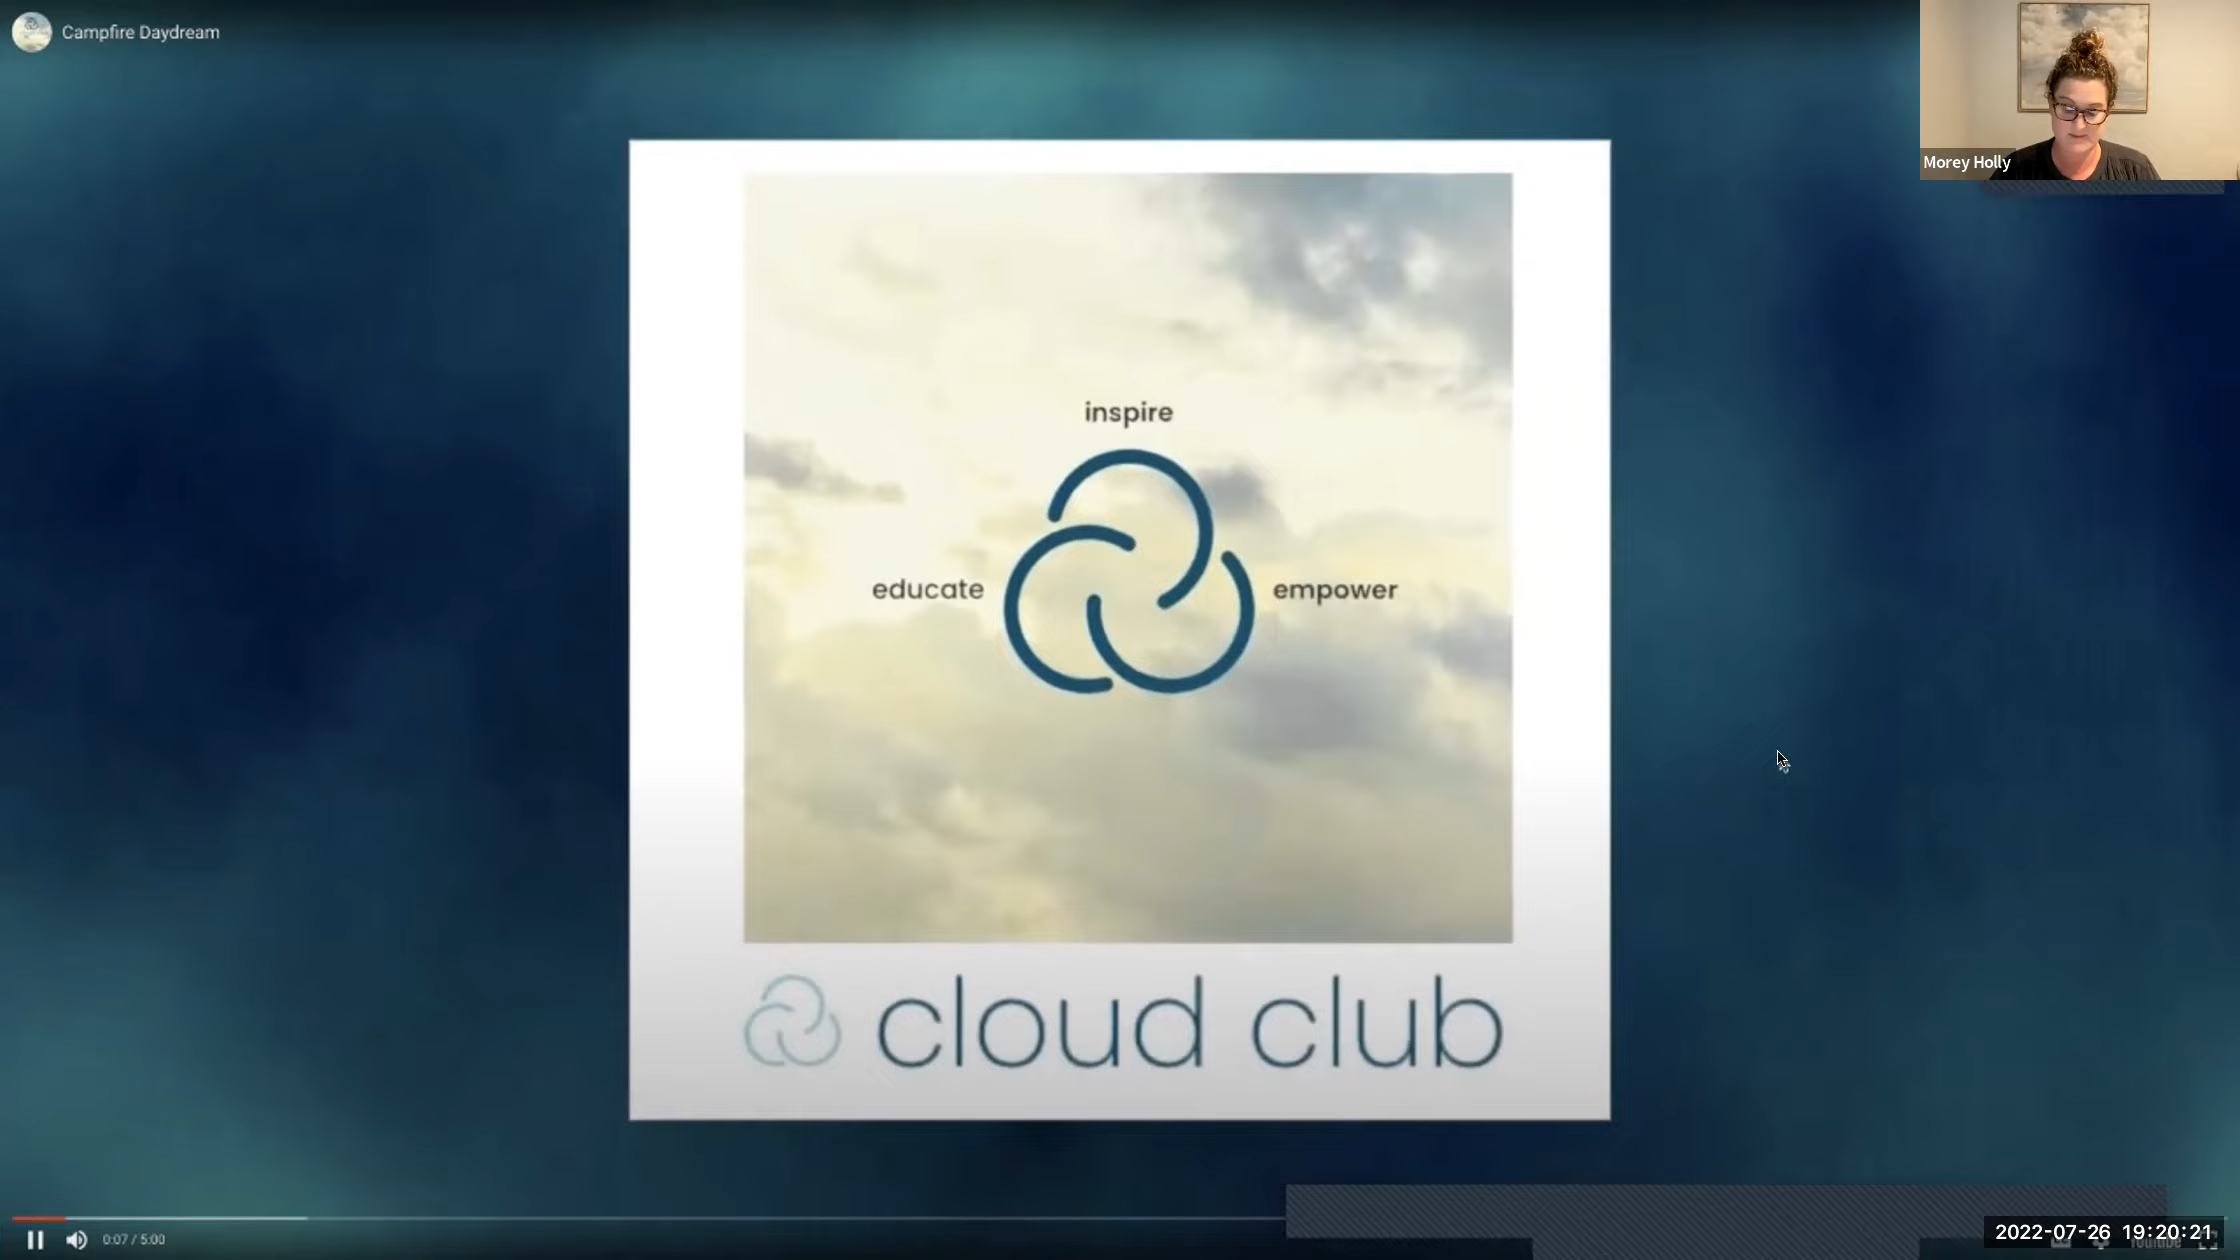 Campfire Daydream
Morey Holly
inspire
educate
empower
cloud club
0:07 / 5:00
2022-07-26 19:20:21
YouTube